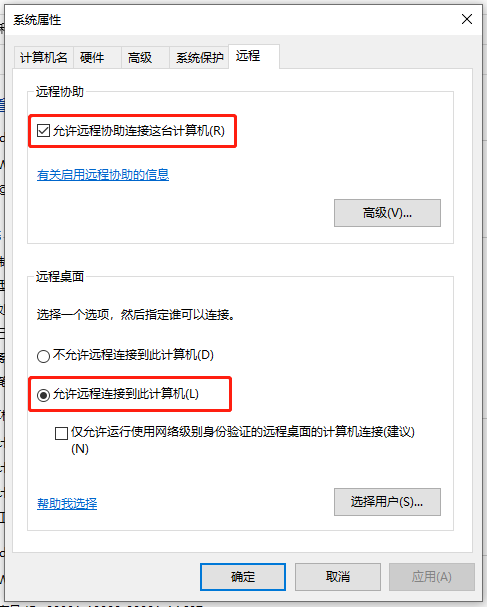 系统属性
计算机名 硬件 高级 系统保护 远程
远程协助
允许远程协助连接这台计算机(R)
有关启用远程协助的信息
高级(V)...
远程桌面
选择一个选项，然后指定谁可以连接。
不允许远程连接到此计算机(D)
允许远程连接到此计算机(L)
仅允许运行使用网络级别身份验证的远程桌面的计算机连接(建议)
(N)
帮助我选择
选择用户(S)...
确定 取消 应用(A)